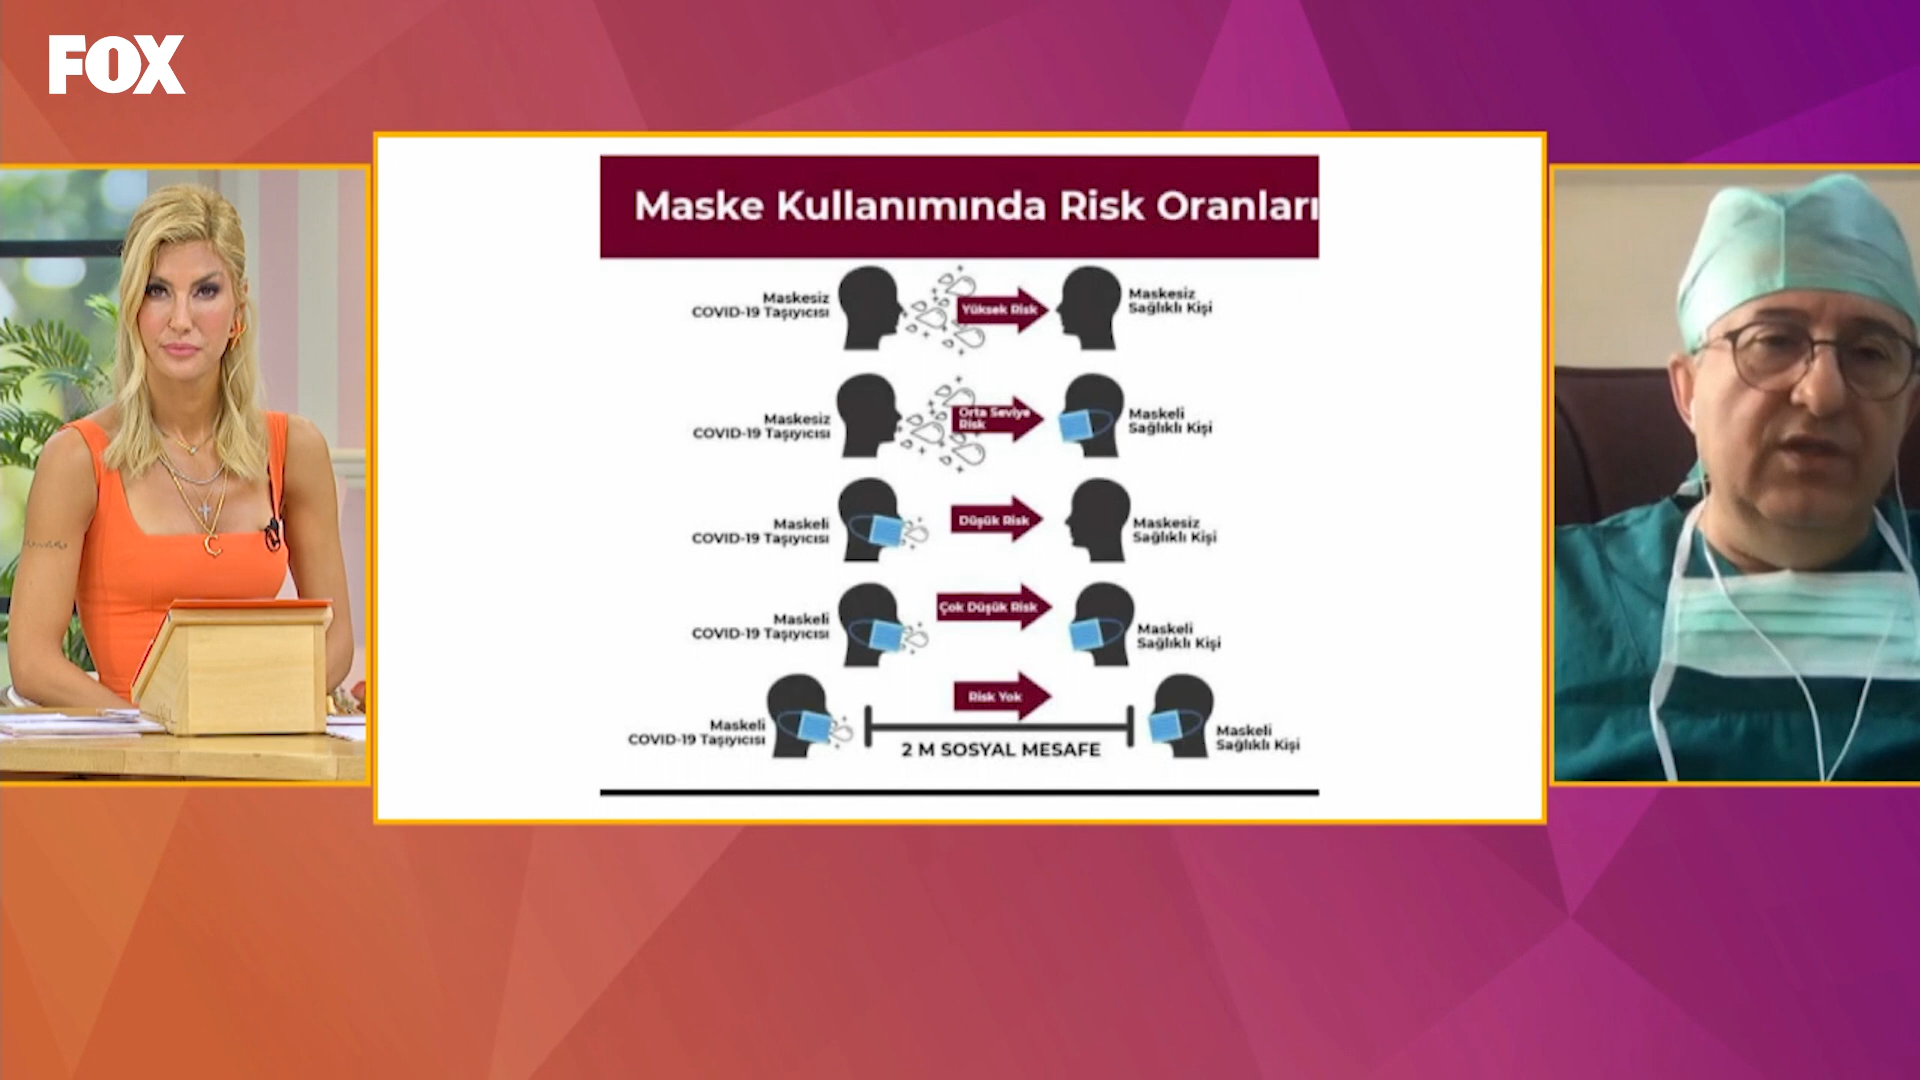 FOX
Maske Kullanımında Risk Oranları
Maskesiz
COVID-19 Taşıyıcısı
Yüksek Risk
Maskesiz
Sağlıklı Kişi
Maskesiz
COVID-19 Taşıyıcısı
Orta Seviye
Risk
Maskeli
Sağlıklı Kişi
Maskeli
COVID-19 Taşıyıcısı
Düşük Risk
Maskesiz
Sağlıklı Kişi
Maskeli
COVID-19 Taşıyıcısı
Çok Düşük Risk
Maskeli
Sağlıklı Kişi
Maskeli
COVID-19 Taşıyıcısı
Risk Yok
2 M SOSYAL MESAFE
Maskeli
Sağlıklı Kişi